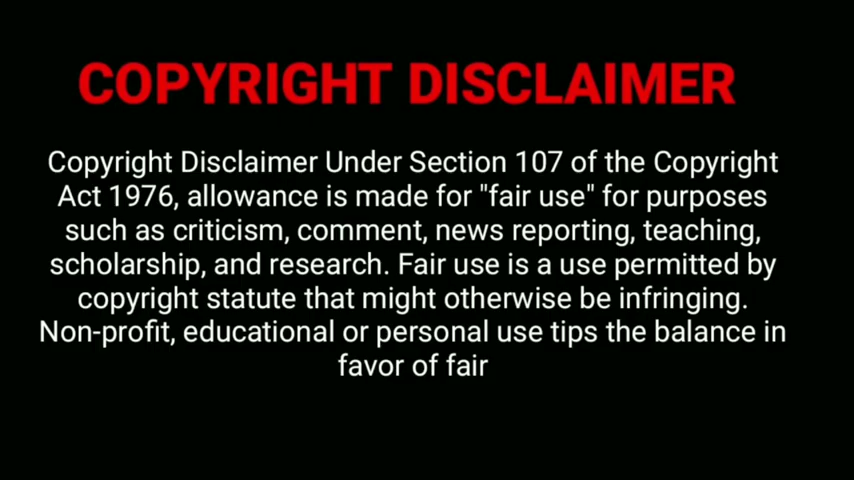 COPYRIGHT DISCLAIMER
Copyright Disclaimer Under Section 107 of the Copyright
Act 1976, allowance is made for "fair use" for purposes
such as criticism, comment, news reporting, teaching,
scholarship, and research. Fair use is a use permitted by
copyright statute that might otherwise be infringing.
Non-profit, educational or personal use tips the balance in
favor of fair